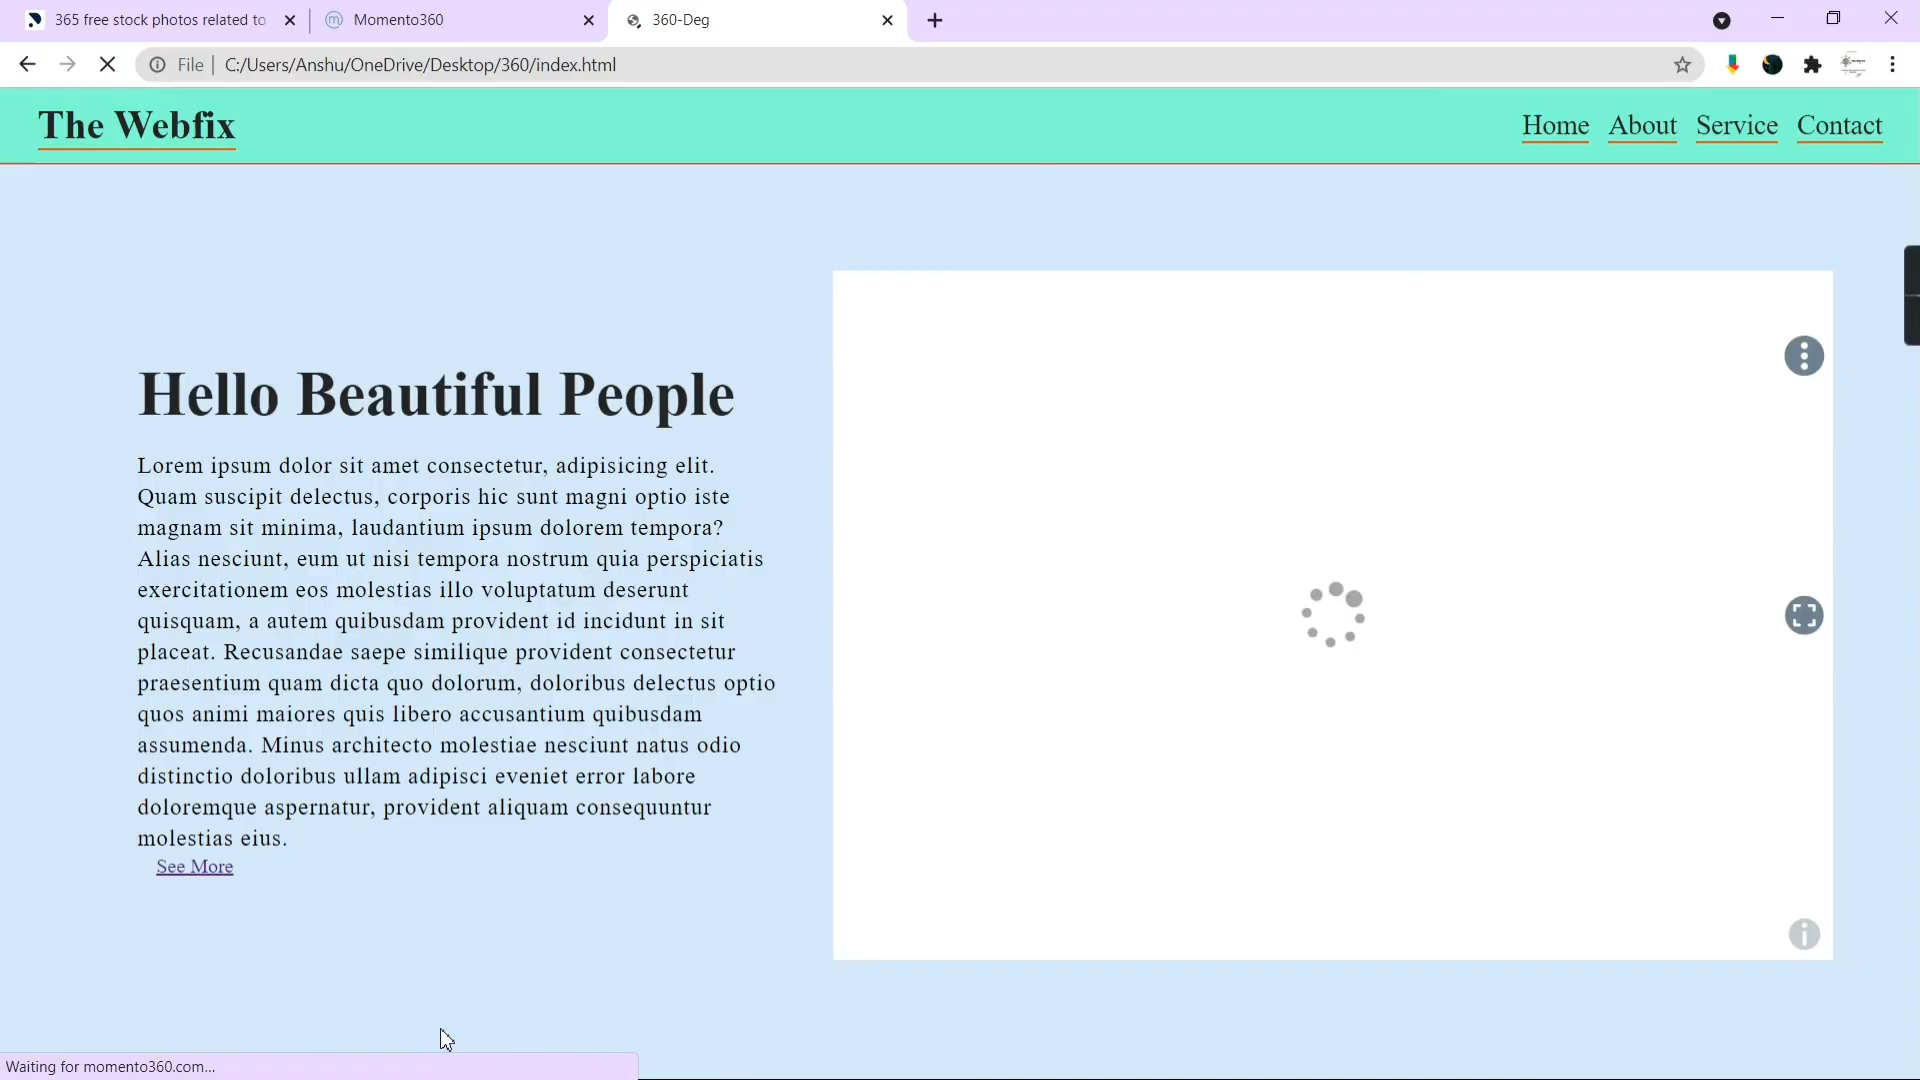 365 free stock photos related to
Momento360
360-Deg
File
C:/Users/Anshu/OneDrive/Desktop/360/index.html
The Webfix
Home
About
Service
Contact
Hello Beautiful People
Lorem ipsum dolor sit amet consectetur, adipisicing elit.
Quam suscipit delectus, corporis hic sunt magni optio iste
magnam sit minima, laudantium ipsum dolorem tempora?
Alias nesciunt, eum ut nisi tempora nostrum quia perspiciatis
exercitationem eos molestias illo voluptatum deserunt
quisquam, a autem quibusdam provident id incidunt in sit
placeat. Recusandae saepe similique provident consectetur
praesentium quam dicta quo dolorum, doloribus delectus optio
quos animi maiores quis libero accusantium quibusdam
assumenda. Minus architecto molestiae nesciunt natus odio
distinctio doloribus ullam adipisci eveniet error labore
doloremque aspernatur, provident aliquam consequuntur
molestias eius.
See More
Waiting for momento360.com...